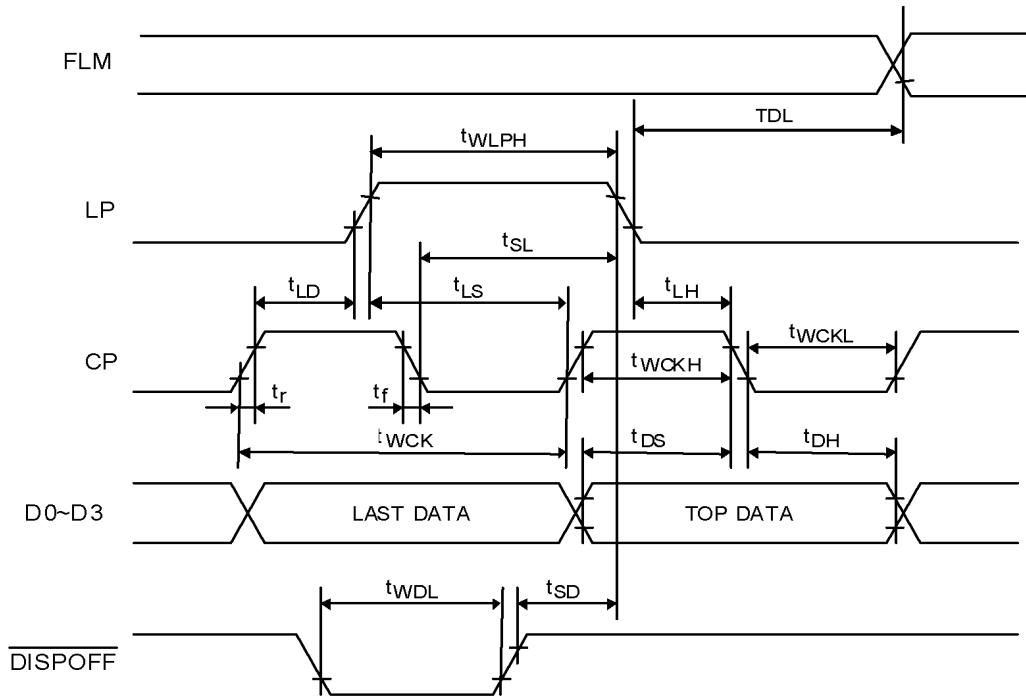 FLM
TDL
tWLPH
LP
tSL
tLD
tLS
tLH
tWCKL
CP
tWCKH
tr
tf
tWCK
tDS
tDH
D0~D3
LAST DATA
TOP DATA
tWDL
tSD
DISPOFF